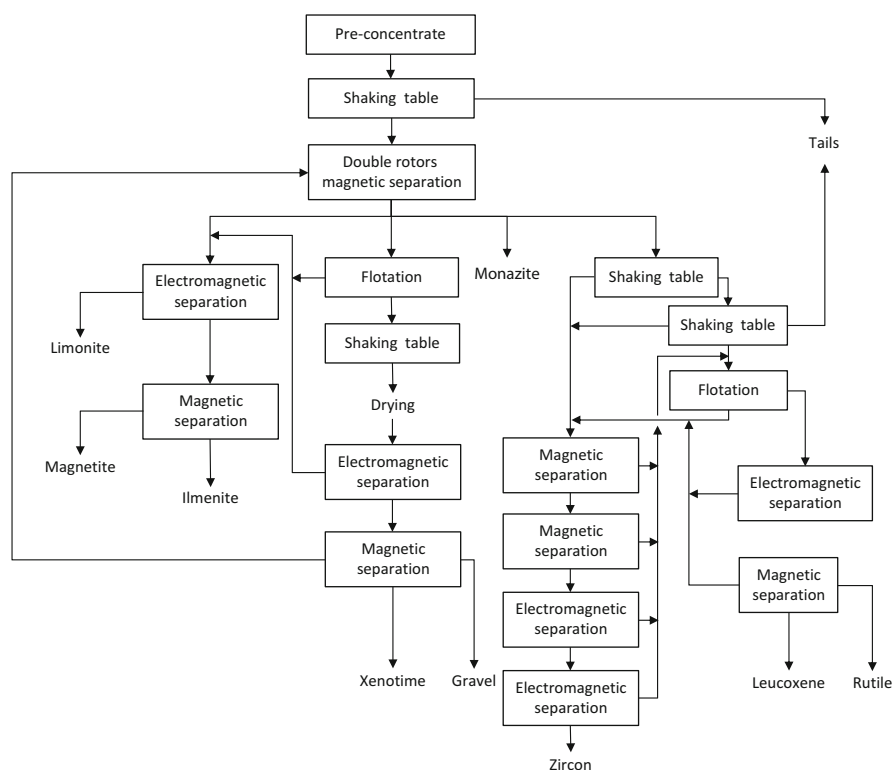 Pre-concentrate
Shaking table
Tails
Double rotors
magnetic separation
Electromagnetic
separation
Flotation
Monazite
Shaking table
Shaking table
Limonite
Shaking table
Flotation
Magnetic
separation
Drying
Magnetite
Ilmenite
Electromagnetic
separation
Magnetic
separation
Electromagnetic
separation
Magnetic
separation
Magnetic
separation
Magnetic
separation
Electromagnetic
separation
Xenotime
Gravel
Electromagnetic
separation
Leucoxene
Rutile
Zircon